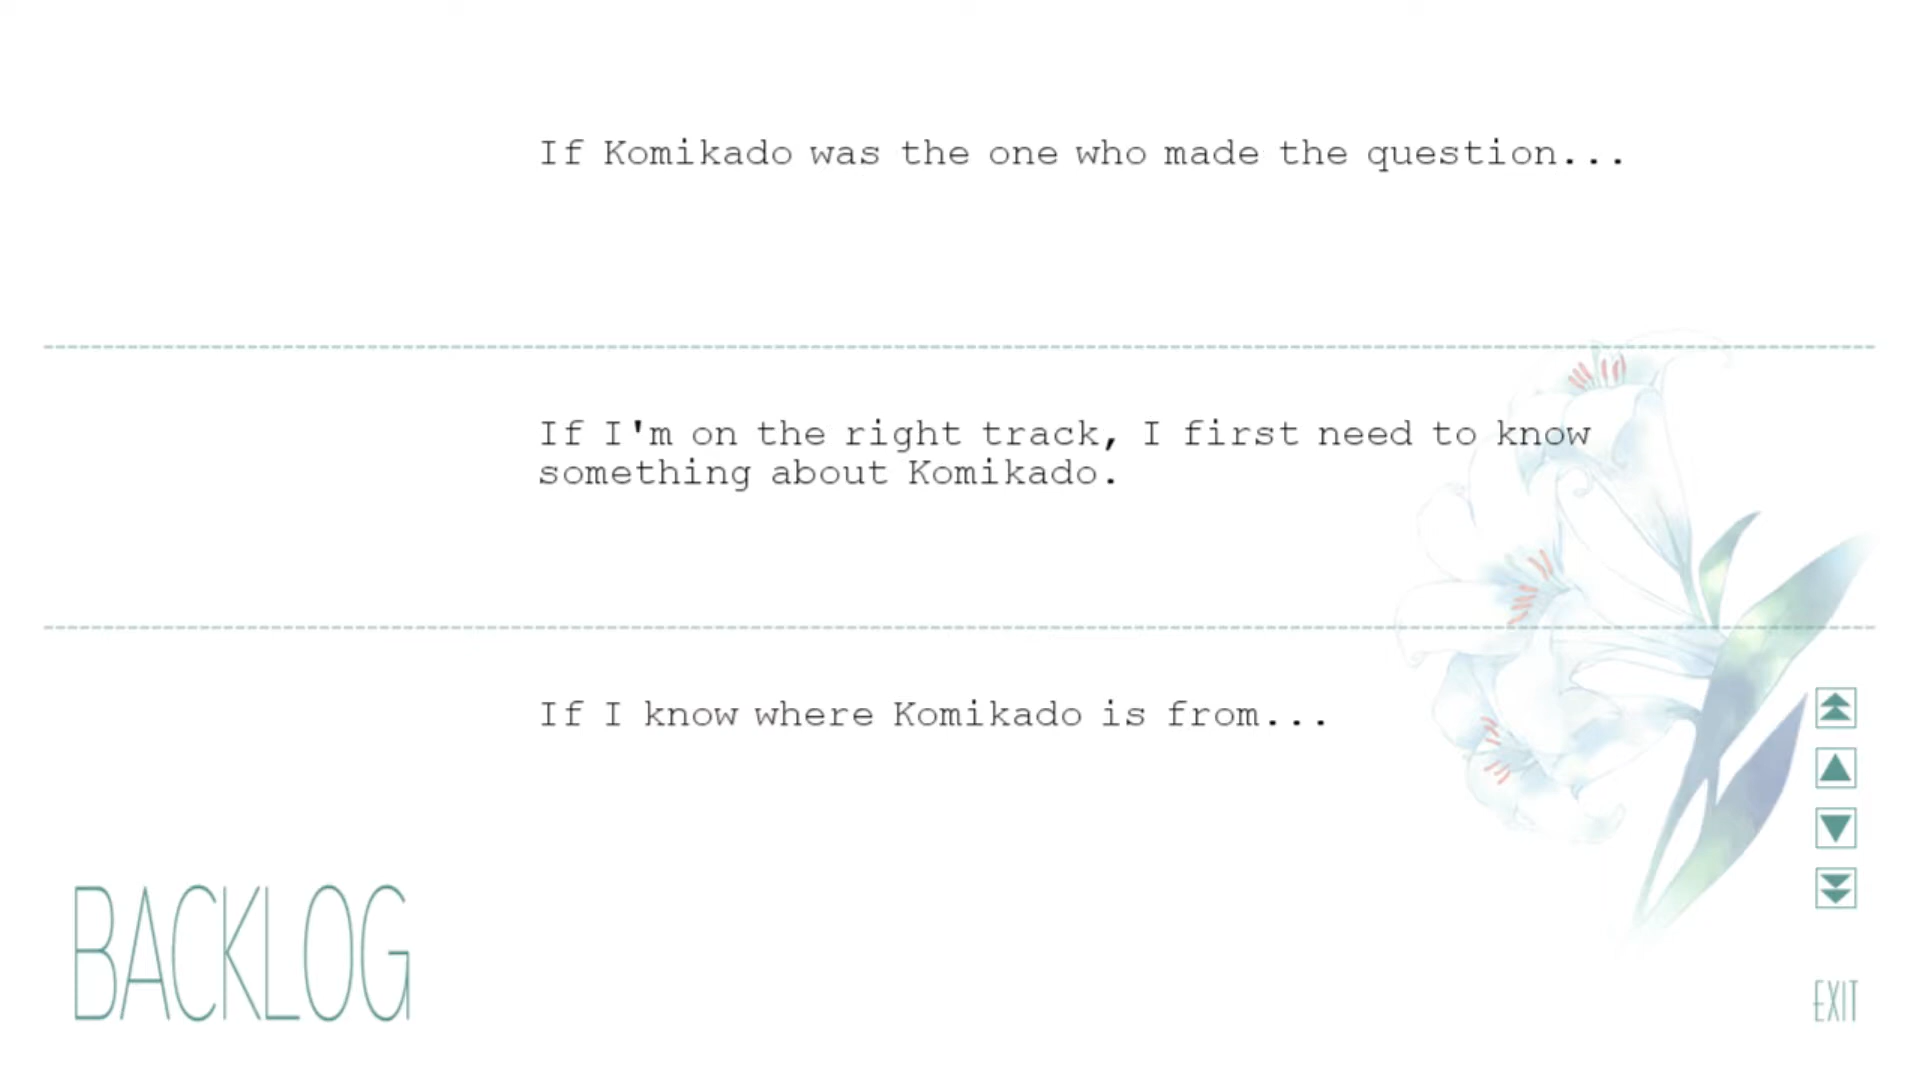 If Komikado was the one who made the question...
If I'm on the right track, I first need to know
something about Komikado.
If I know where Komikado is from...
BACKLOG
EXIT